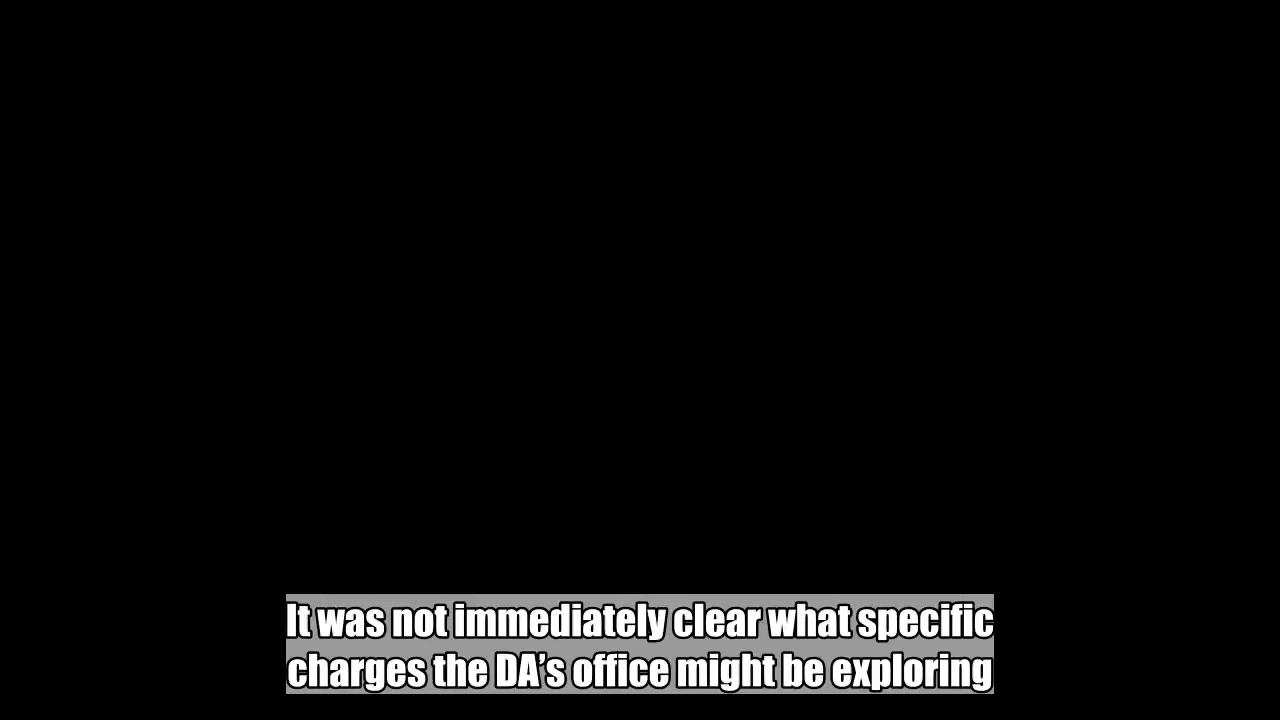 It was not immediately clear what specific
charges the DA’s office might be exploring